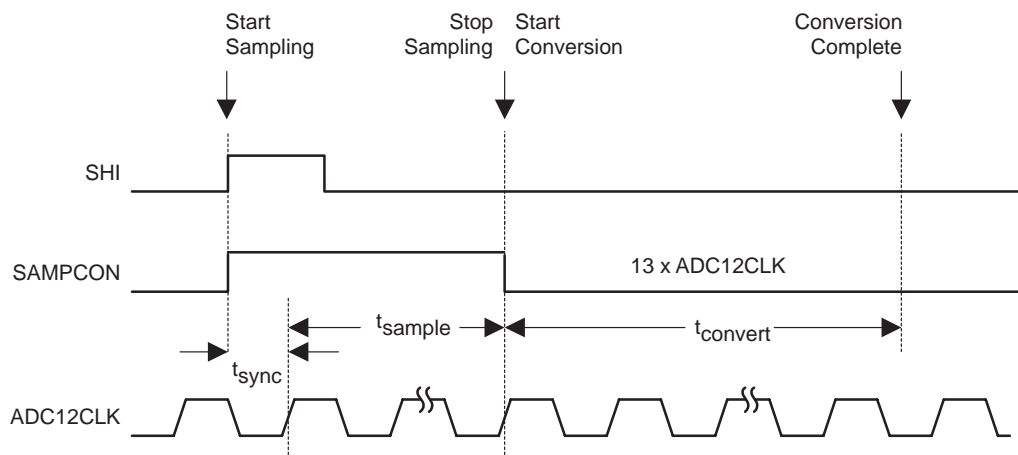 Start
Sampling
Stop
Sampling
Start
Conversion
Conversion
Complete
SHI
SAMPCON
13 x ADC12CLK
tsample
tconvert
tsync
ADC12CLK